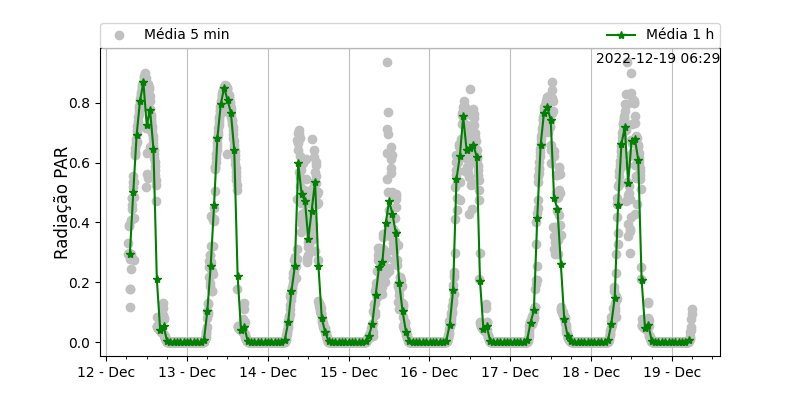 Média 5 min
Média 1 h
2022-12-19 06:29
Radiação PAR
0.8
0.6
0.4
0.2
0.0
12 - Dec
13 - Dec
14 - Dec
15 - Dec
16 - Dec
17 - Dec
18 - Dec
19 - Dec